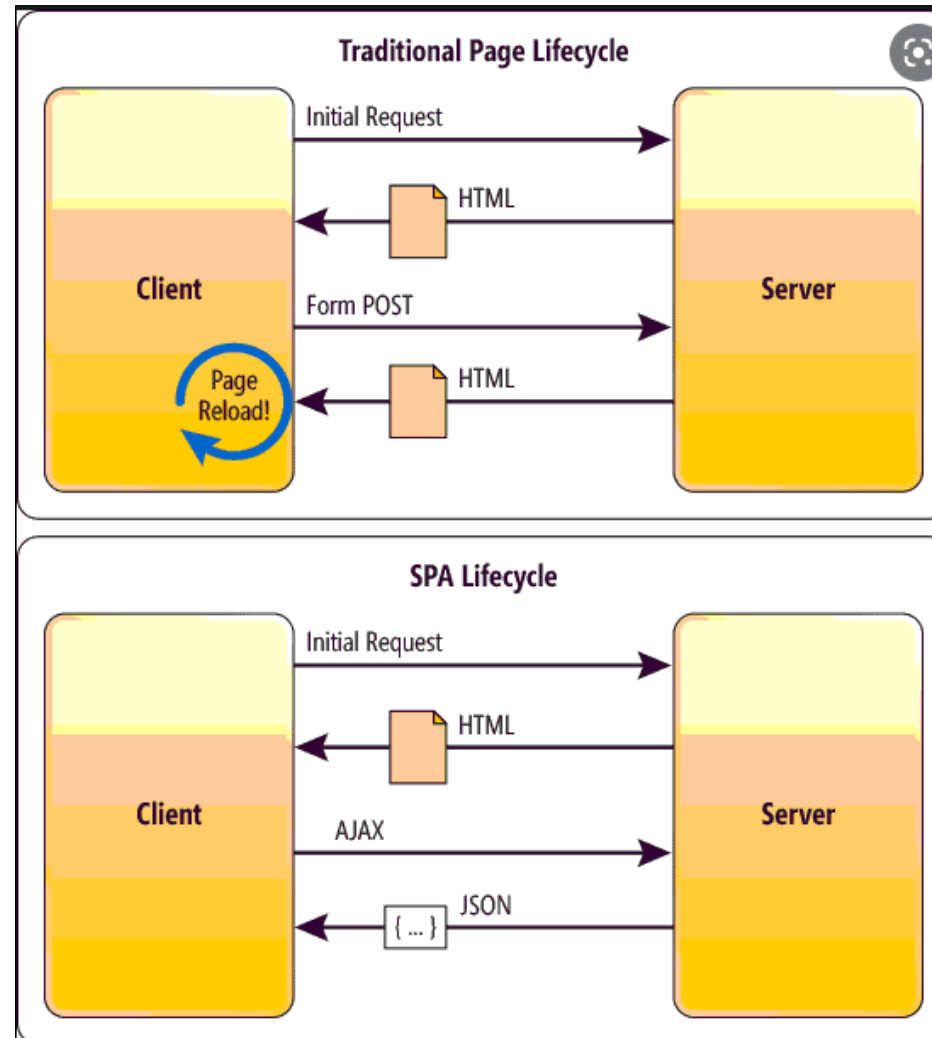 Traditional Page Lifecycle
Initial Request
HTML
Client
Server
Form POST
HTML
Page
Reload!
SPA Lifecycle
Initial Request
HTML
Client
Server
AJAX
JSON
{ ... }